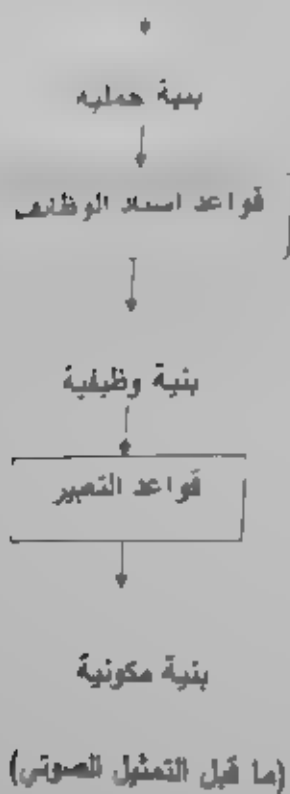 بنية حملية
قواعد اسناد الوظائف
بنية وظيفية
قواعد التعبير
بنية مكونية
(ما قبل التمثيل الصوتي)